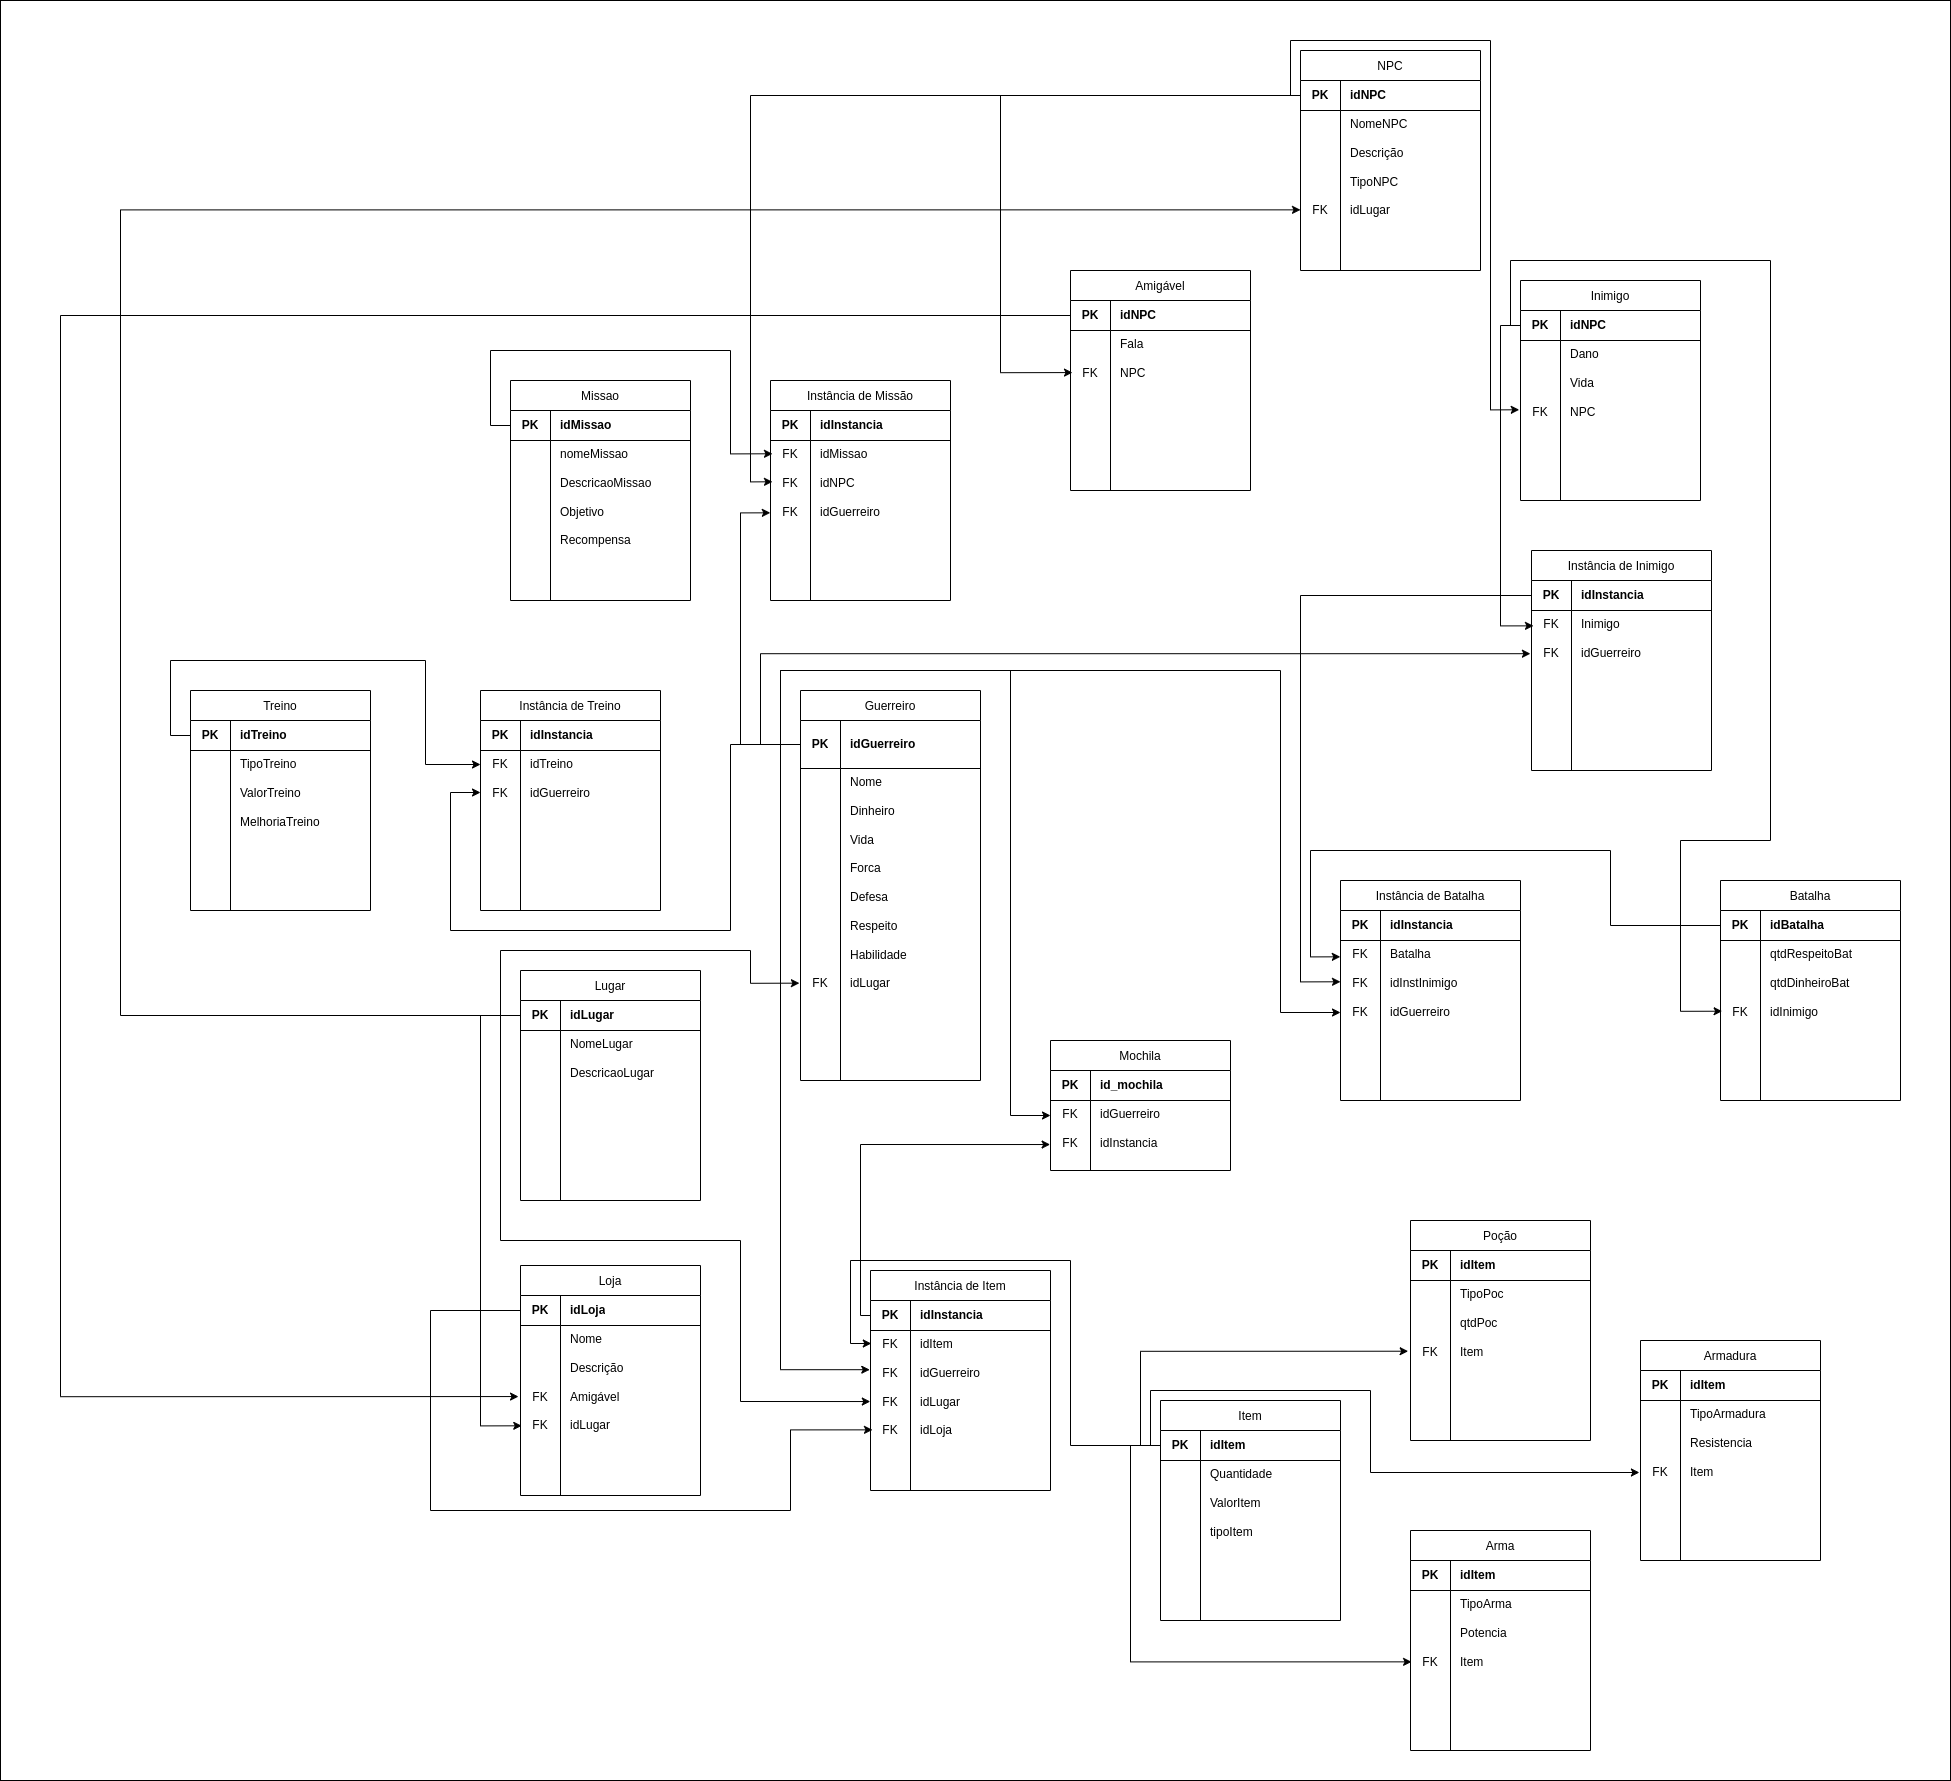 NPC
PK idNPC
NomeNPC
Descrição
TipoNPC
FK idLugar
Amigável
PK idNPC
Fala
FK NPC
Inimigo
PK idNPC
Dano
Vida
FK NPC
Missao
PK idMissao
nomeMissao
DescricaoMissao
Objetivo
Recompensa
Instância de Missão
PK idInstancia
FK idMissao
FK idNPC
FK idGuerreiro
Instância de Inimigo
PK idInstancia
FK Inimigo
FK idGuerreiro
Treino
PK idTreino
TipoTreino
ValorTreino
MelhoriaTreino
Instância de Treino
PK idInstancia
FK idTreino
FK idGuerreiro
Guerreiro
PK idGuerreiro
Nome
Dinheiro
Vida
Forca
Defesa
Respeito
Habilidade
FK idLugar
Instância de Batalha
PK idInstancia
FK Batalha
FK idInstInimigo
FK idGuerreiro
Batalha
PK idBatalha
qtdRespeitoBat
qtdDinheiroBat
FK idInimigo
Lugar
PK idLugar
NomeLugar
DescricaoLugar
Mochila
PK id_mochila
FK idGuerreiro
FK idInstancia
Loja
PK idLoja
Nome
Descrição
FK Amigável
FK idLugar
Instância de Item
PK idInstancia
FK idItem
FK idGuerreiro
FK idLugar
FK idLoja
Poção
PK idItem
TipoPoc
qtdPoc
FK Item
Armadura
PK idItem
TipoArmadura
Resistencia
FK Item
Item
PK idItem
Quantidade
ValorItem
tipoItem
Arma
PK idItem
TipoArma
Potencia
FK Item